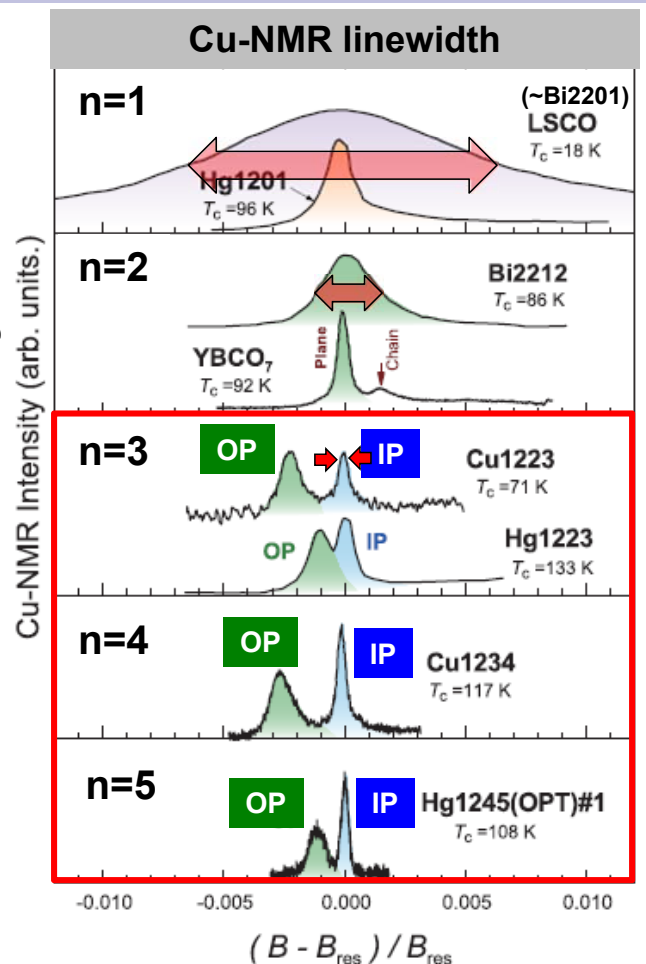 Cu-NMR linewidth
n=1
(~Bi2201)
LSCO
Tc =18 K
Hg1201
Tc =96 K
n=2
Bi2212
Tc =86 K
Plane
Chain
YBCO7
Tc =92 K
n=3
OP
IP
Cu1223
Tc =71 K
OP
IP
Hg1223
Tc =133 K
n=4
OP
IP
Cu1234
Tc =117 K
n=5
OP
IP
Hg1245(OPT)#1
Tc =108 K
Cu-NMR Intensity (arb. units.)
-0.010 -0.005 0.000 0.005 0.010
( B - Bres ) / Bres